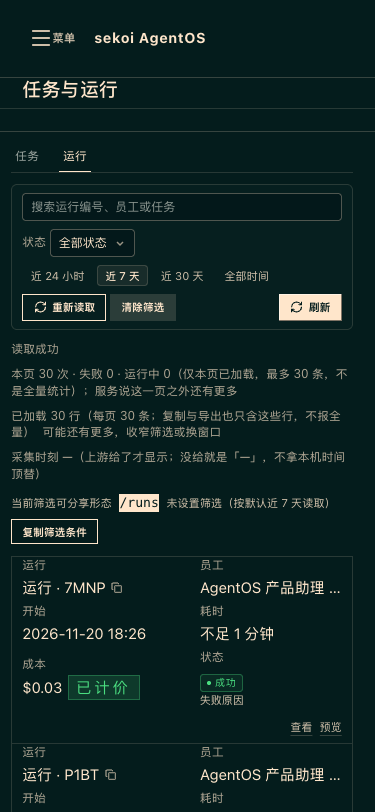 菜单 sekoi AgentOS
任务与运行
任务 运行
搜索运行编号、员工或任务
状态 全部状态
近 24 小时 近 7 天 近 30 天 全部时间
重新读取 清除筛选 刷新
读取成功
本页 30 次 · 失败 0 · 运行中 0（仅本页已加载，最多 30 条，不
是全量统计）；服务说这一页之外还有更多
已加载 30 行（每页 30 条；复制与导出也只含这些行，不报全
量） 可能还有更多，收窄筛选或换窗口
采集时刻 —（上游给了才显示；没给就是「—」，不拿本机时间
顶替）
当前筛选可分享形态 /runs 未设置筛选（按默认近 7 天读取）
复制筛选条件
运行 员工
运行 · 7MNP AgentOS 产品助理 ...
开始 耗时
2026-11-20 18:26 不足 1 分钟
成本 状态
$0.03 已计价 成功
失败原因
查看 预览
运行 员工
运行 · P1BT AgentOS 产品助理 ...
开始 耗时